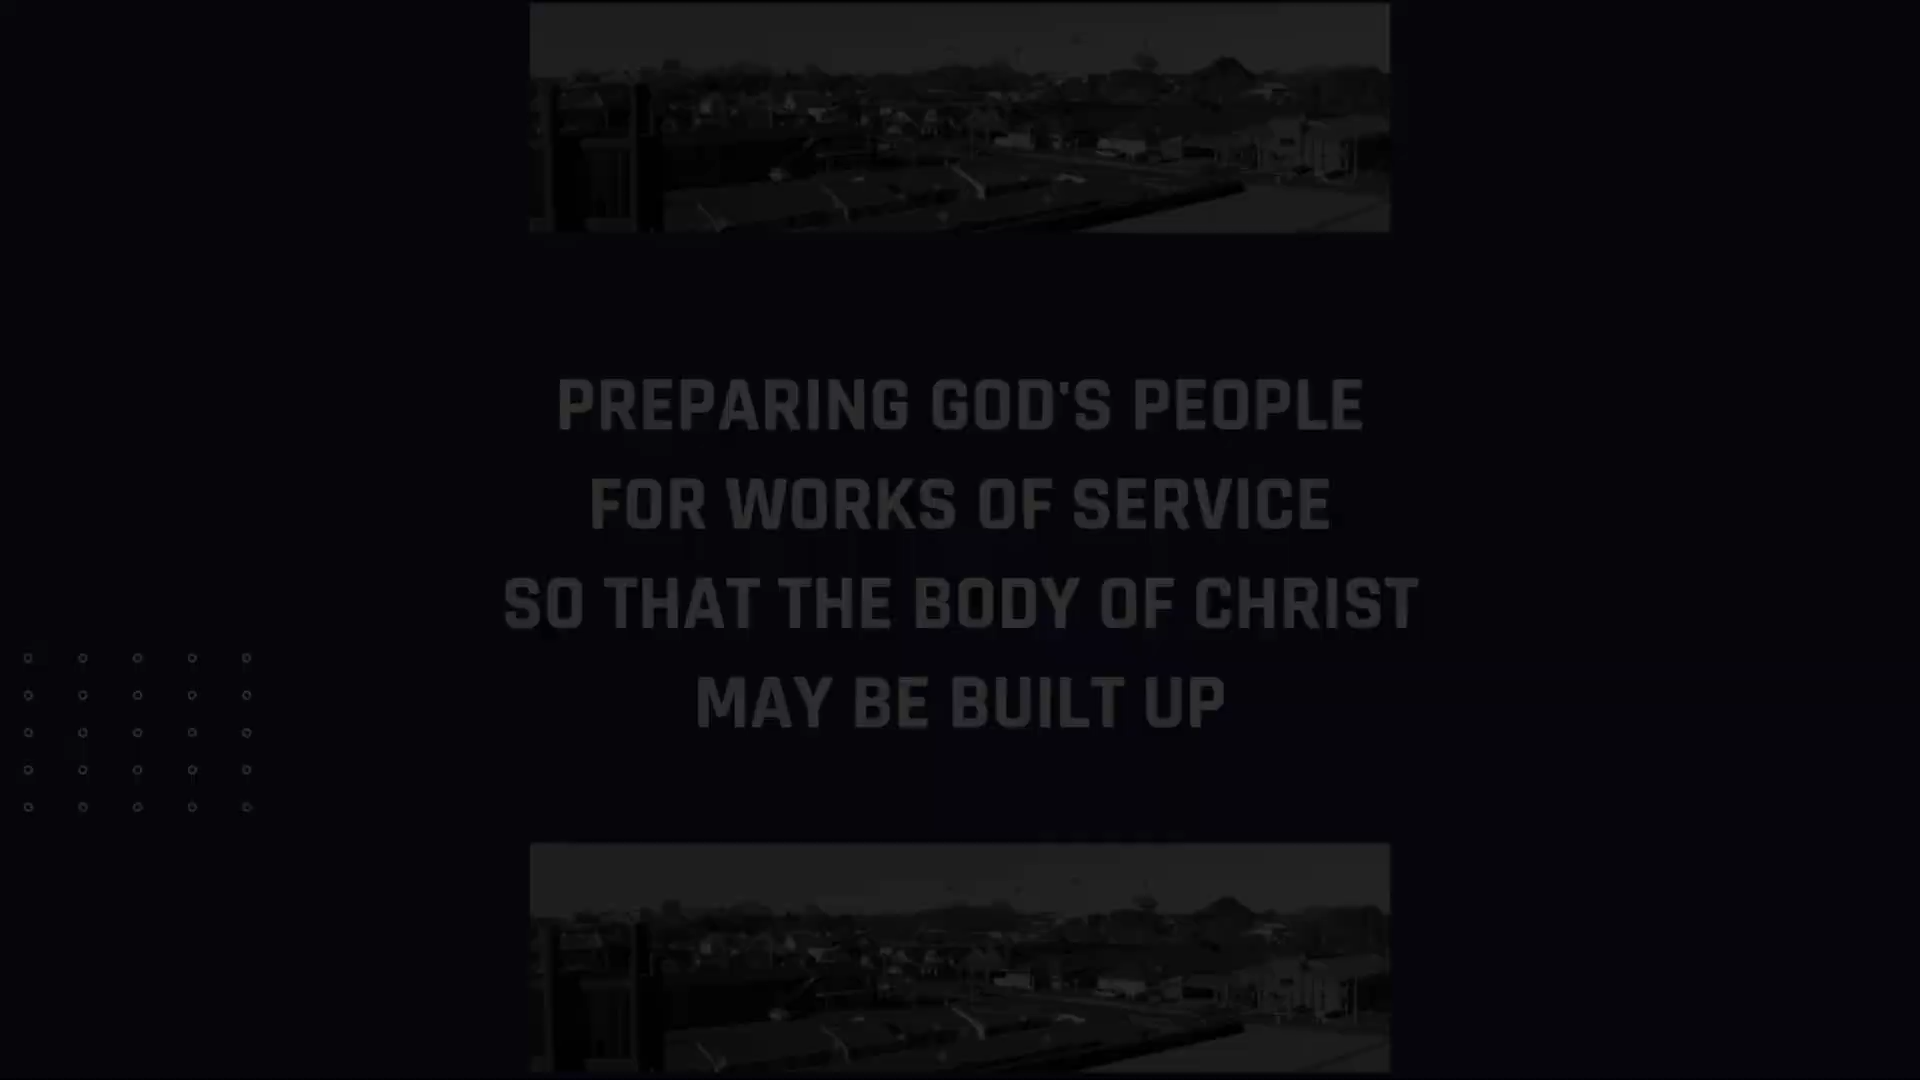 PREPARING GOD'S PEOPLE
FOR WORKS OF SERVICE
SO THAT THE BODY OF CHRIST
MAY BE BUILT UP